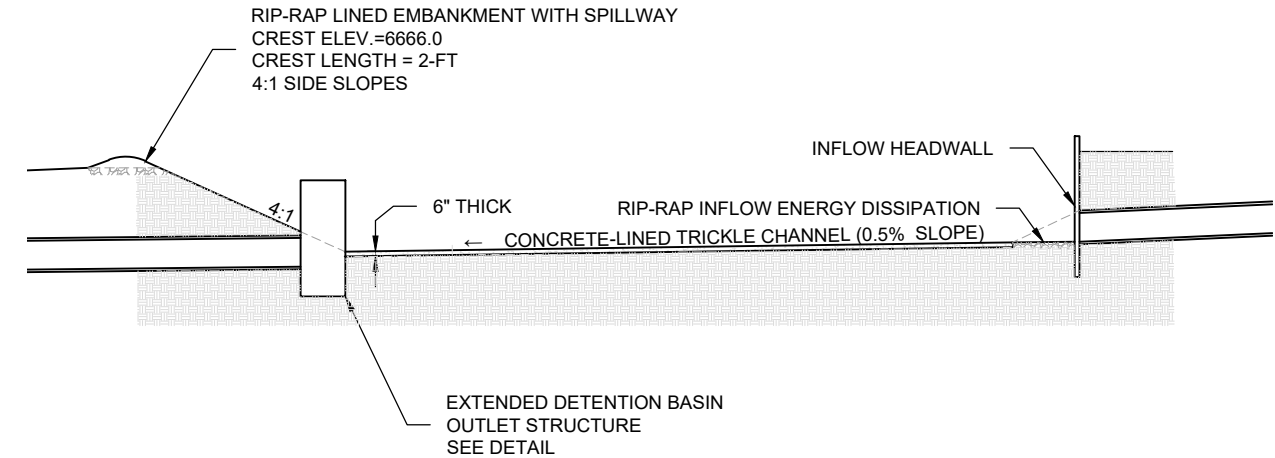 RIP-RAP LINED EMBANKMENT WITH SPILLWAY
CREST ELEV.=6666.0
CREST LENGTH = 2-FT
4:1 SIDE SLOPES
INFLOW HEADWALL
4:1
6" THICK
RIP-RAP INFLOW ENERGY DISSIPATION
← CONCRETE-LINED TRICKLE CHANNEL (0.5% SLOPE)
EXTENDED DETENTION BASIN
OUTLET STRUCTURE
SEE DETAIL